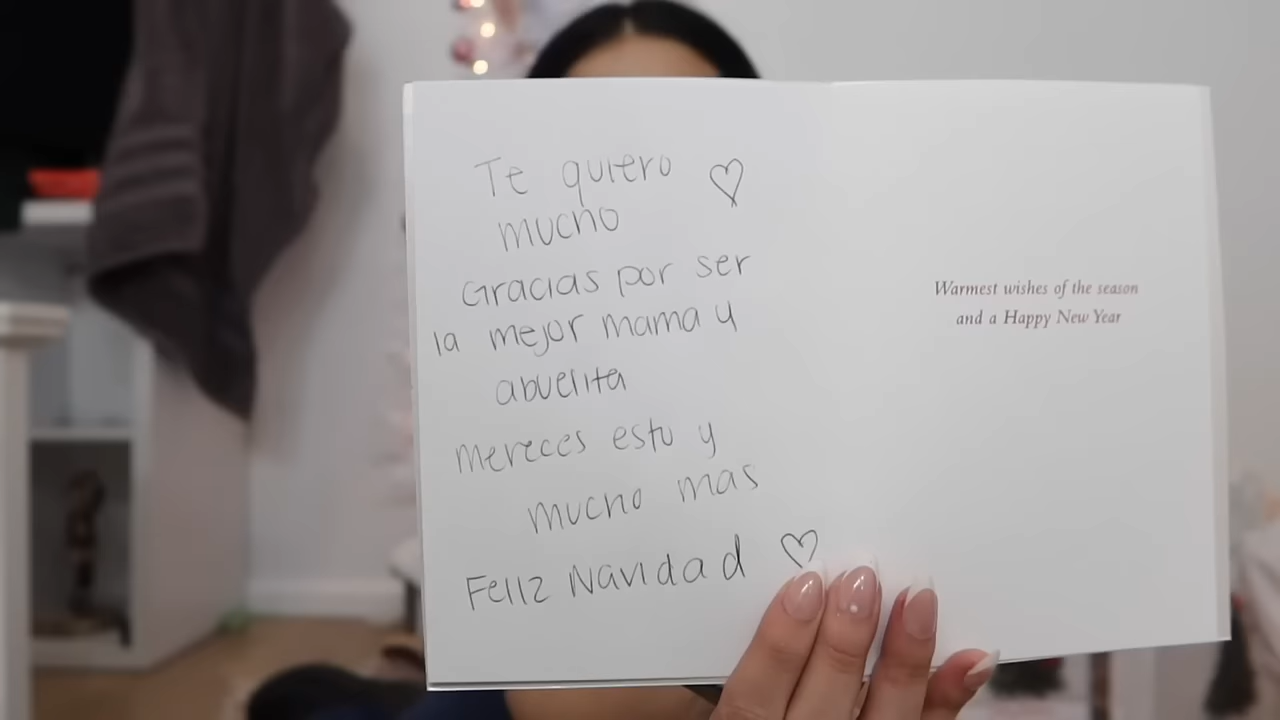 Te quiero
mucho
Gracias por ser
la mejor mama y
abuelita
mereces esto y
mucho mas
Feliz Navidad
Warmest wishes of the season
and a Happy New Year